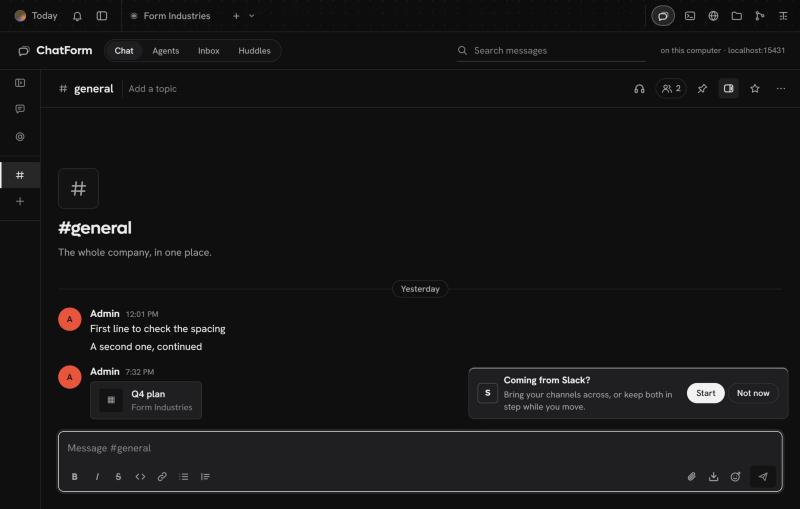 Today
Form Industries
ChatForm
Chat
Agents
Inbox
Huddles
Search messages
on this computer · localhost:15431
# general
Add a topic
2
#
#general
The whole company, in one place.
Yesterday
A
Admin 12:01 PM
First line to check the spacing
A second one, continued
A
Admin 7:32 PM
Q4 plan
Form Industries
S
Coming from Slack?
Bring your channels across, or keep both in
step while you move.
Start
Not now
Message #general
B I S